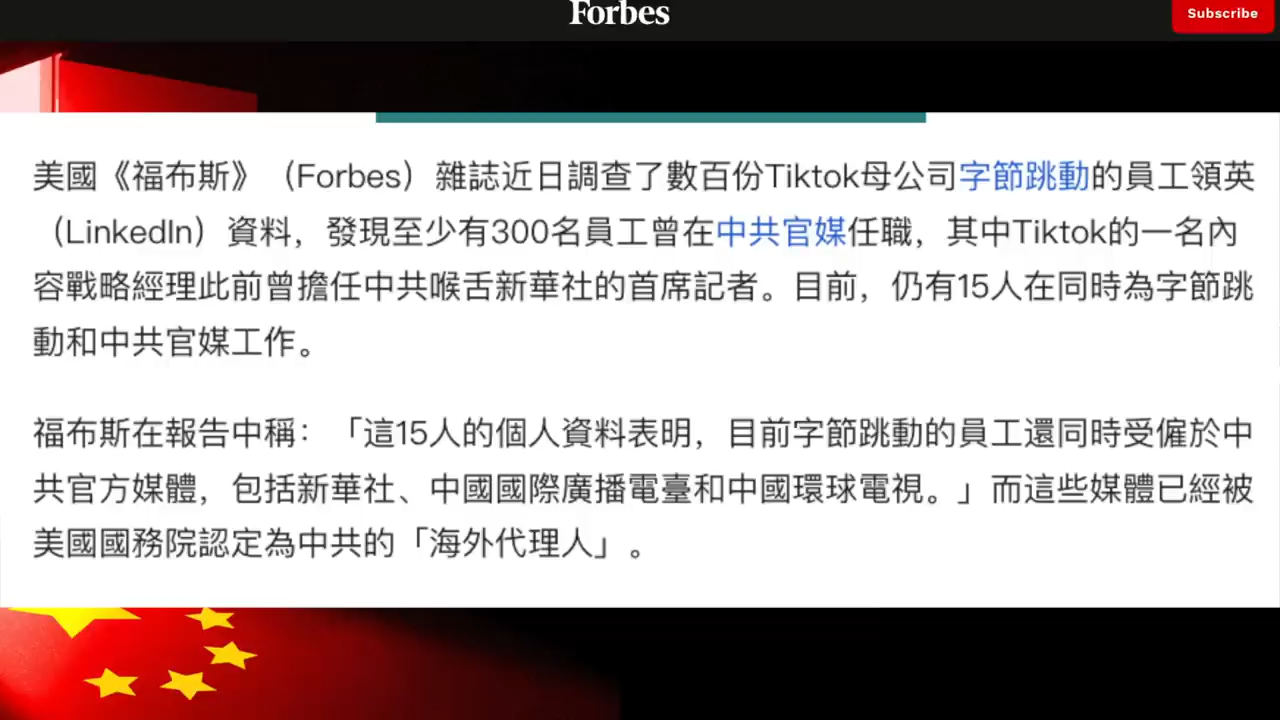 Forbes
Subscribe
美國《福布斯》（Forbes）雜誌近日調查了數百份Tiktok母公司字節跳動的員工領英
（LinkedIn）資料，發現至少有300名員工曾在中共官媒任職，其中Tiktok的一名內
容戰略經理此前曾擔任中共喉舌新華社的首席記者。目前，仍有15人在同時為字節跳
動和中共官媒工作。
福布斯在報告中稱：「這15人的個人資料表明，目前字節跳動的員工還同時受僱於中
共官方媒體，包括新華社、中國國際廣播電臺和中國環球電視。」而這些媒體已經被
美國國務院認定為中共的「海外代理人」。